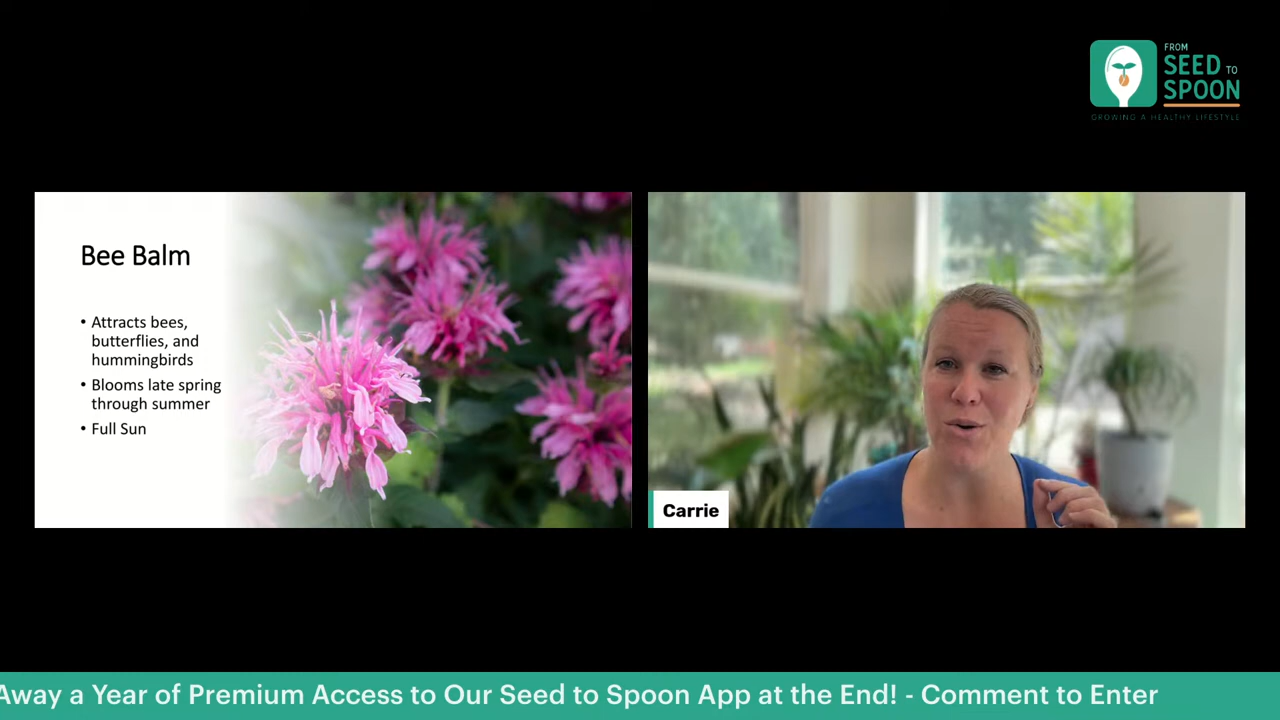 FROM
SEED TO
SPOON
GROWING A HEALTHY LIFESTYLE
Bee Balm
• Attracts bees,
butterflies, and
hummingbirds
• Blooms late spring
through summer
• Full Sun
Carrie
Away a Year of Premium Access to Our Seed to Spoon App at the End! - Comment to Enter